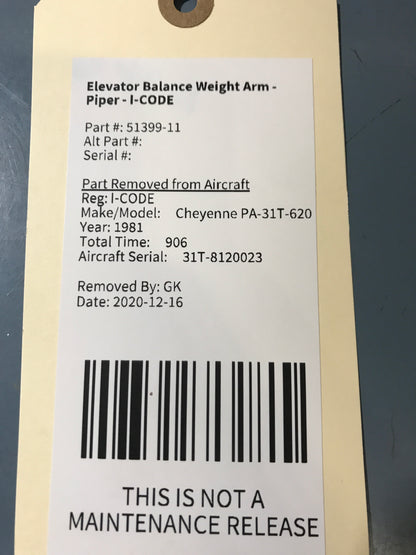 Elevator Balance Weight Arm -
Piper - I-CODE
Part #: 51399-11
Alt Part #:
Serial #:
Part Removed from Aircraft
Reg: I-CODE
Make/Model: Cheyenne PA-31T-620
Year: 1981
Total Time: 906
Aircraft Serial: 31T-8120023
Removed By: GK
Date: 2020-12-16
THIS IS NOT A
MAINTENANCE RELEASE